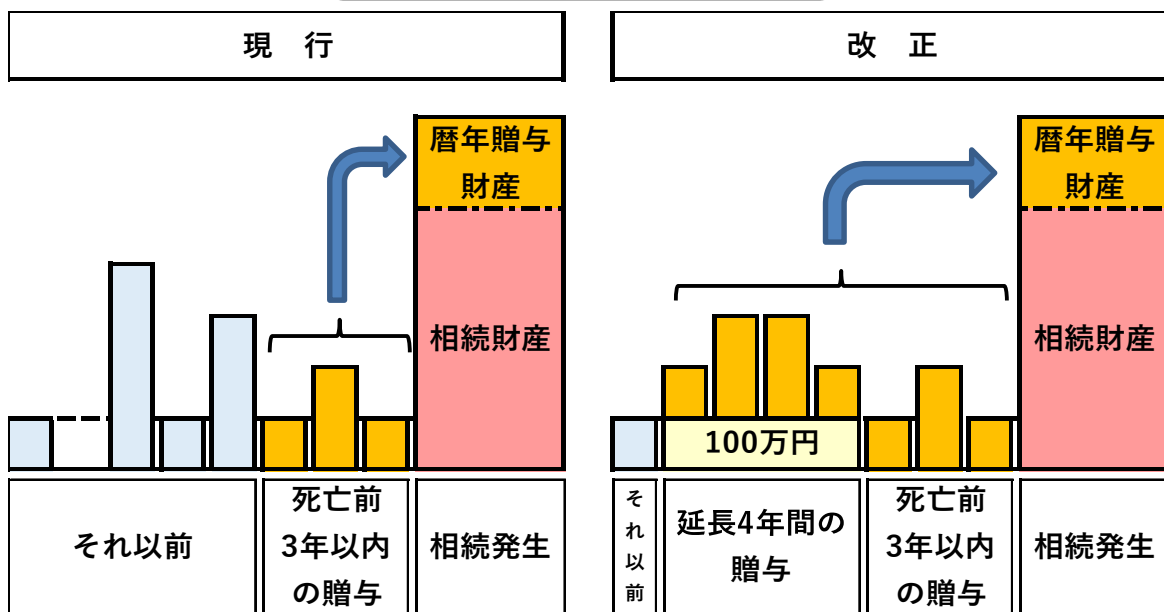 現 行
暦年贈与
財産
相続財産
それ以前
死亡前
3年以内
の贈与
相続発生
改 正
暦年贈与
財産
相続財産
100万円
それ以前
延長4年間の
贈与
死亡前
3年以内
の贈与
相続発生